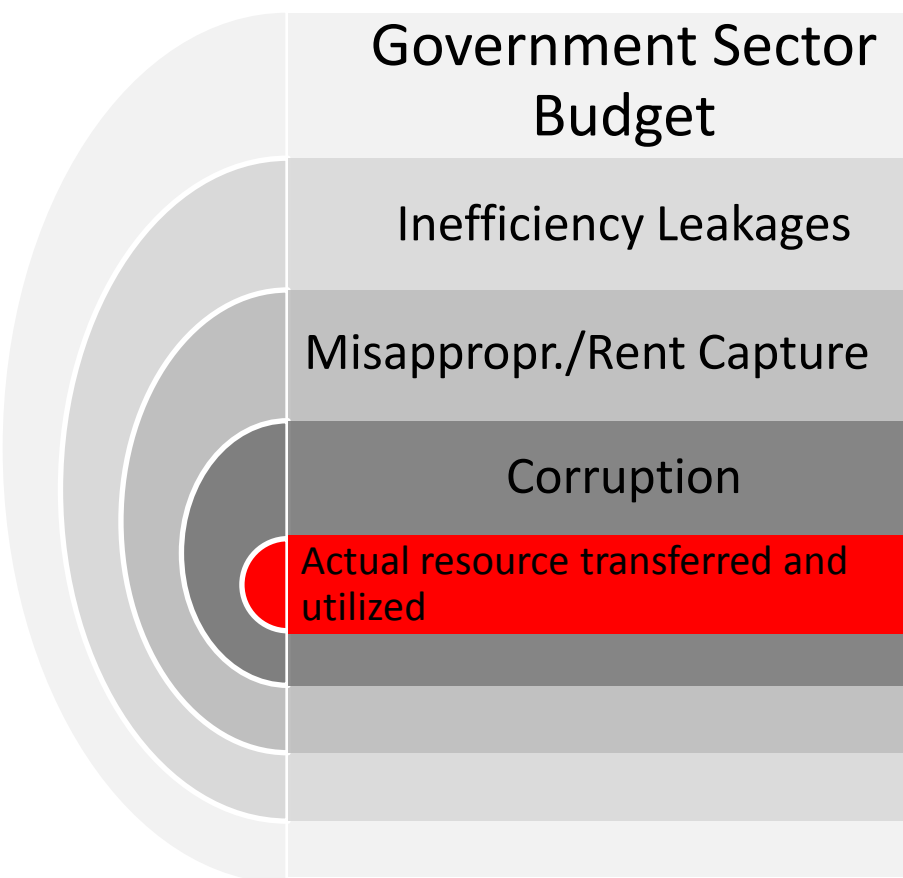 Government Sector
Budget
Inefficiency Leakages
Misappropr./Rent Capture
Corruption
Actual resource transferred and
utilized